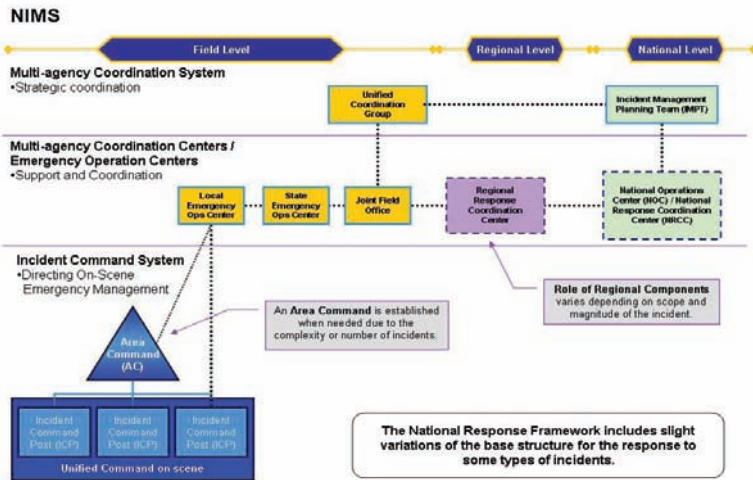 NIMS
Field Level
Regional Level
National Level
Multi-agency Coordination System
•Strategic coordination
Unified
Coordination
Group
Incident Management
Planning Team (IMPT)
Multi-agency Coordination Centers /
Emergency Operation Centers
•Support and Coordination
Local
Emergency
Ops Center
State
Emergency
Ops Center
Joint Field
Office
Regional
Response
Coordination
Center
National Operations
Center (NOC) / National
Response Coordination
Center (NRCC)
Incident Command System
•Directing On-Scene
Emergency Management
An Area Command is established
when needed due to the
complexity or number of incidents.
Role of Regional Components
varies depending on scope and
magnitude of the incident.
Area
Command
(AC)
Incident
Command
Post (ICP)
Incident
Command
Post (ICP)
Incident
Command
Post (ICP)
Unified Command on scene
The National Response Framework includes slight
variations of the base structure for the response to
some types of incidents.